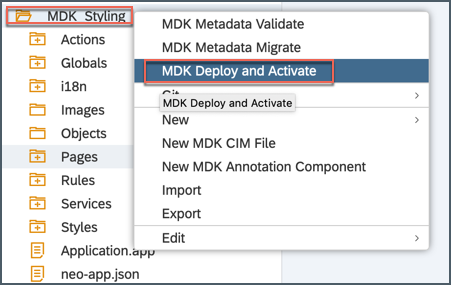 MDK_Styling
Actions
Globals
i18n
Images
Objects
Pages
Rules
Services
Styles
Application.app
neo-app.json
MDK Metadata Validate
MDK Metadata Migrate
MDK Deploy and Activate
Git
MDK Deploy and Activate
New
New MDK CIM File
New MDK Annotation Component
Import
Export
Edit